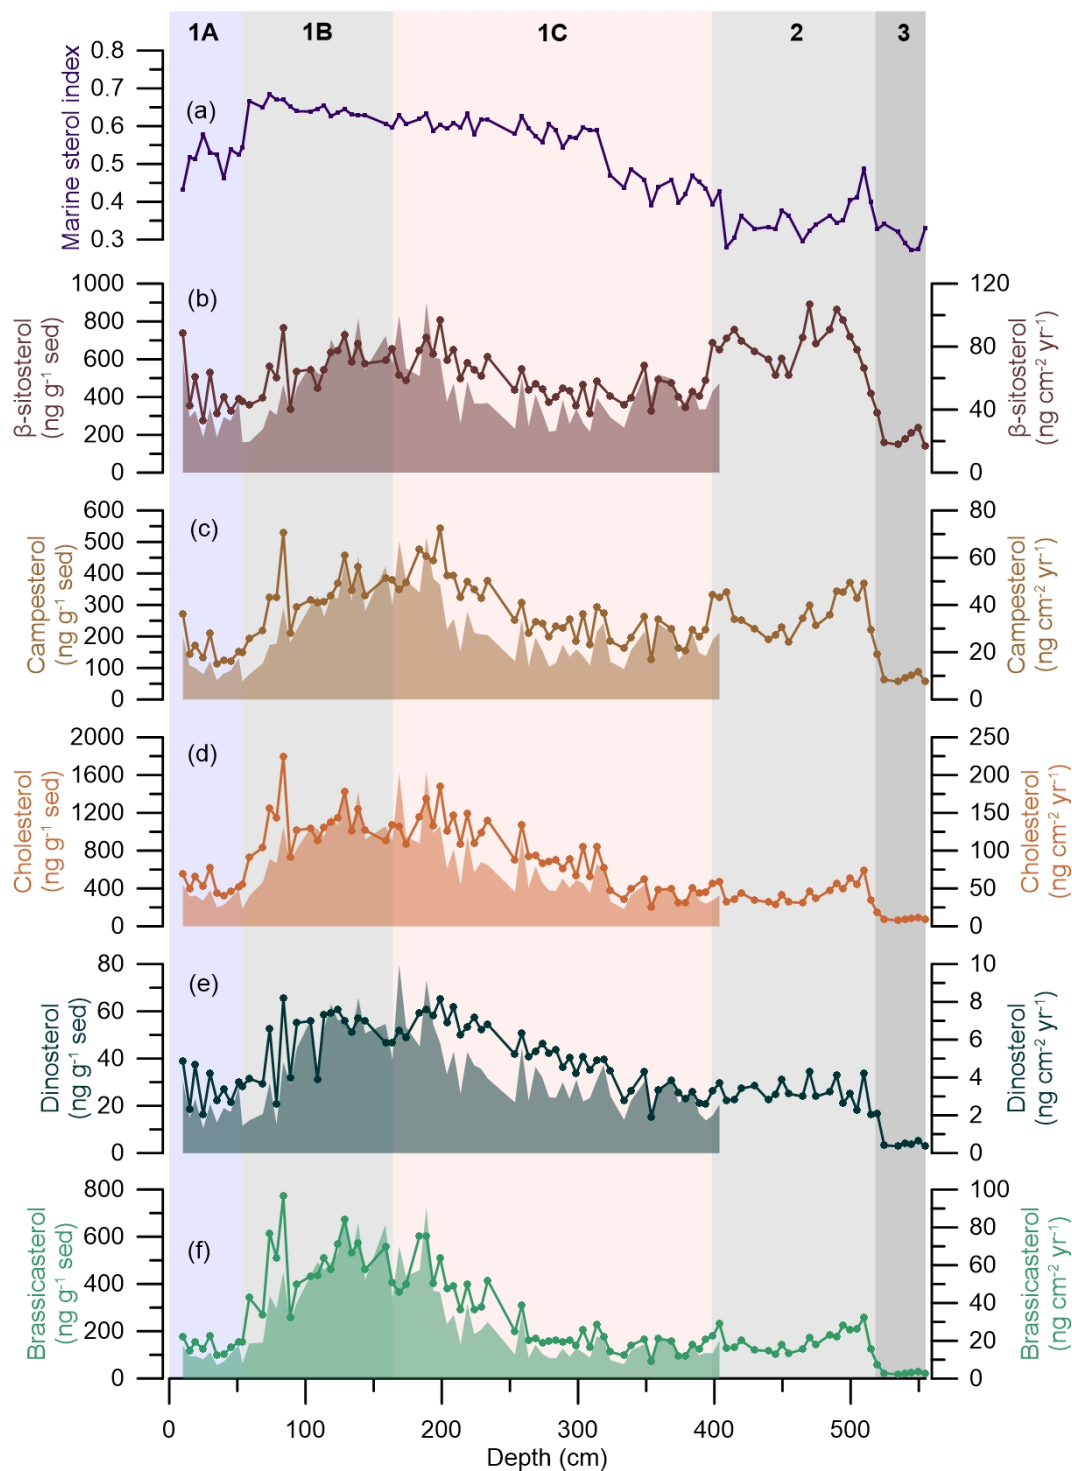 1A 1B 1C 2 3
Marine sterol index
0.8
0.7
0.6
0.5
0.4
0.3
(a)
β-sitosterol
(ng g⁻¹ sed)
1000
800
600
400
200
0
(b)
120
80
40
0
β-sitosterol
(ng cm⁻² yr⁻¹)
Campesterol
(ng g⁻¹ sed)
600
500
400
300
200
100
0
(c)
80
60
40
20
0
Campesterol
(ng cm⁻² yr⁻¹)
Cholesterol
(ng g⁻¹ sed)
2000
1600
1200
800
400
0
(d)
250
200
150
100
50
0
Cholesterol
(ng cm⁻² yr⁻¹)
Dinosterol
(ng g⁻¹ sed)
80
60
40
20
0
(e)
10
8
6
4
2
0
Dinosterol
(ng cm⁻² yr⁻¹)
Brassicasterol
(ng g⁻¹ sed)
800
600
400
200
0
(f)
100
80
60
40
20
0
Brassicasterol
(ng cm⁻² yr⁻¹)
0 100 200 300 400 500
Depth (cm)